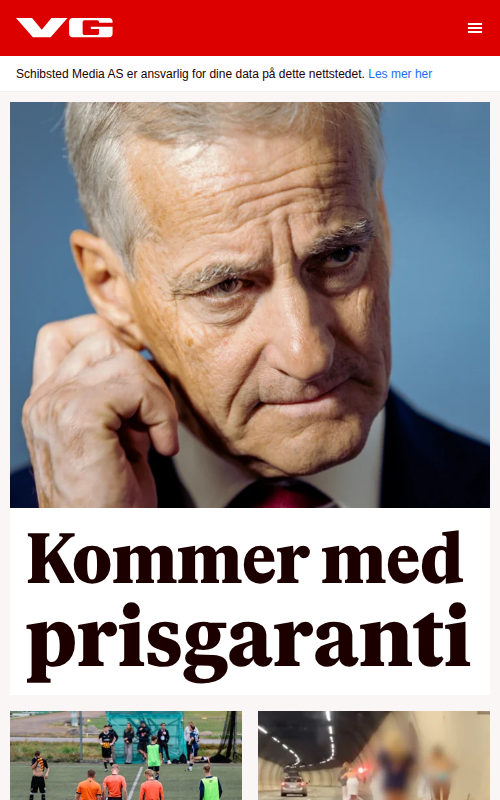 VG
Schibsted Media AS er ansvarlig for dine data på dette nettstedet. Les mer her
Kommer med
prisgaranti